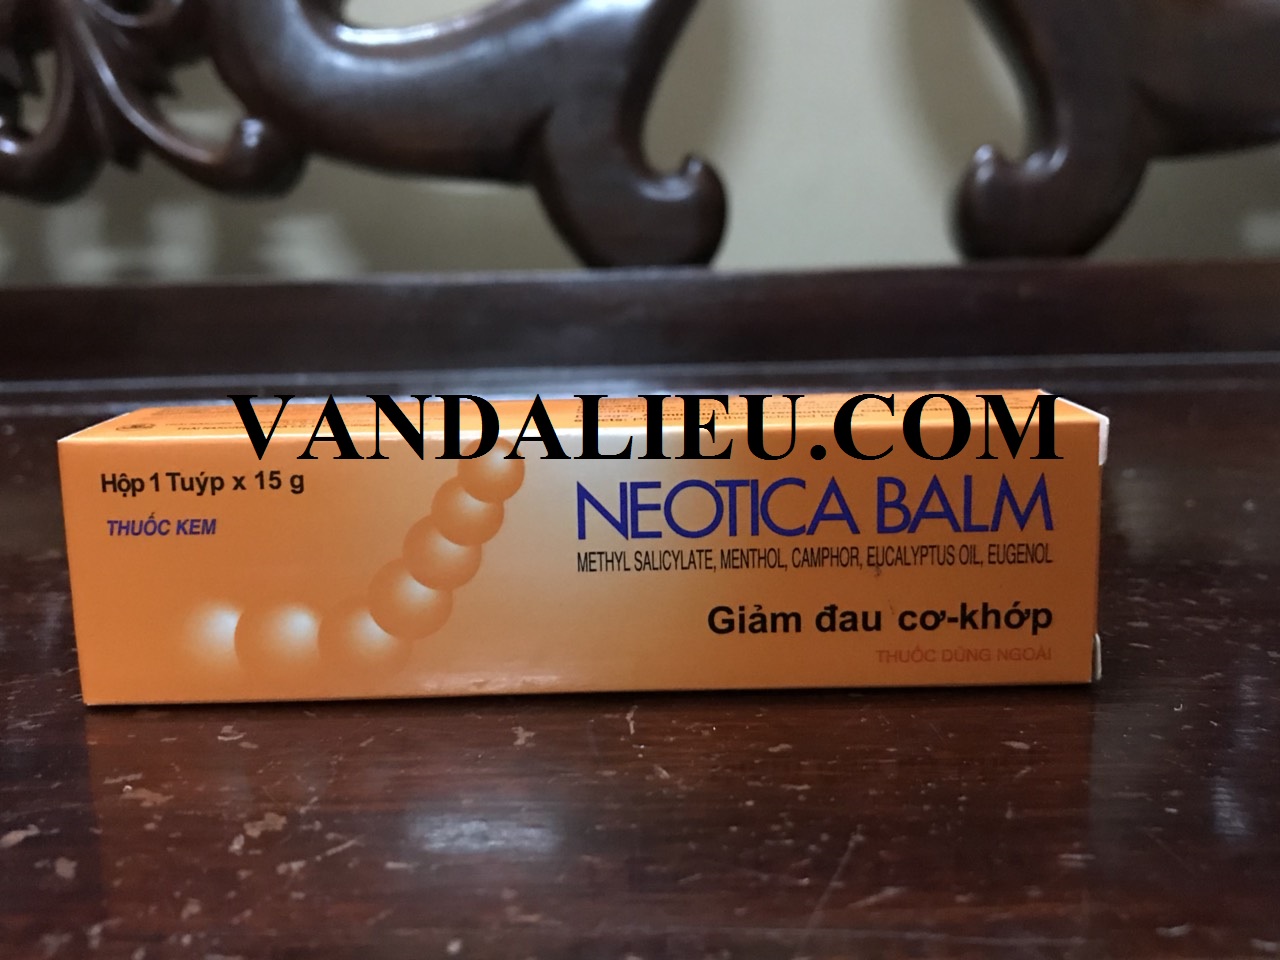 VANDALIEU.COM
Hộp 1 Tuýp x 15 g
THUỐC KEM
NEOTICA BALM
METHYL SALICYLATE, MENTHOL, CAMPHOR, EUCALYPTUS OIL, EUGENOL
Giảm đau cơ-khớp
THUỐC DÙNG NGOÀI